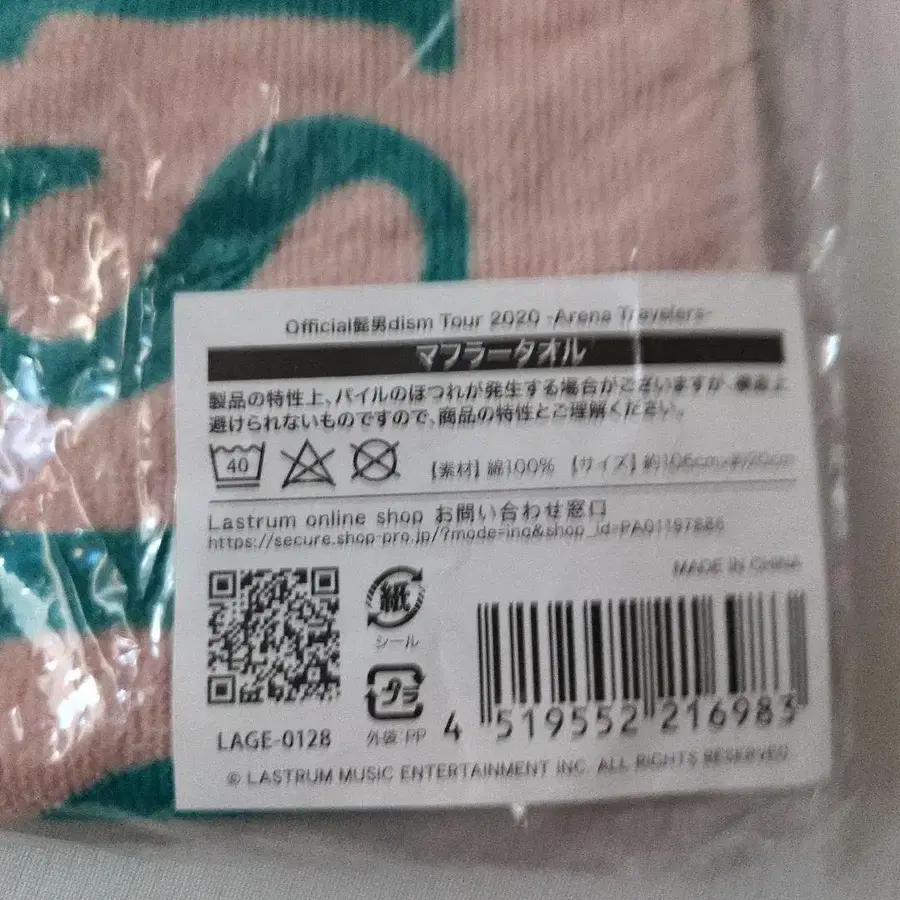 Official髭男dism Tour 2020 -Arena Travelers-
マフラータオル
製品の特性上、パイルのほつれが発生する場合がございますが、
避けられないものですので、商品の特性とご理解ください。
40 【素材】綿100% 【サイズ】約106cm×約20cm
Lastrum online shop お問い合わせ窓口
https://secure.shop-pro.jp/?mode=inq&shop_id=PA01197886
MADE IN CHINA
紙
シール
プラ
外袋:PP
LAGE-0128
4 519552 216983
© LASTRUM MUSIC ENTERTAINMENT INC. ALL RIGHTS RESERVED.